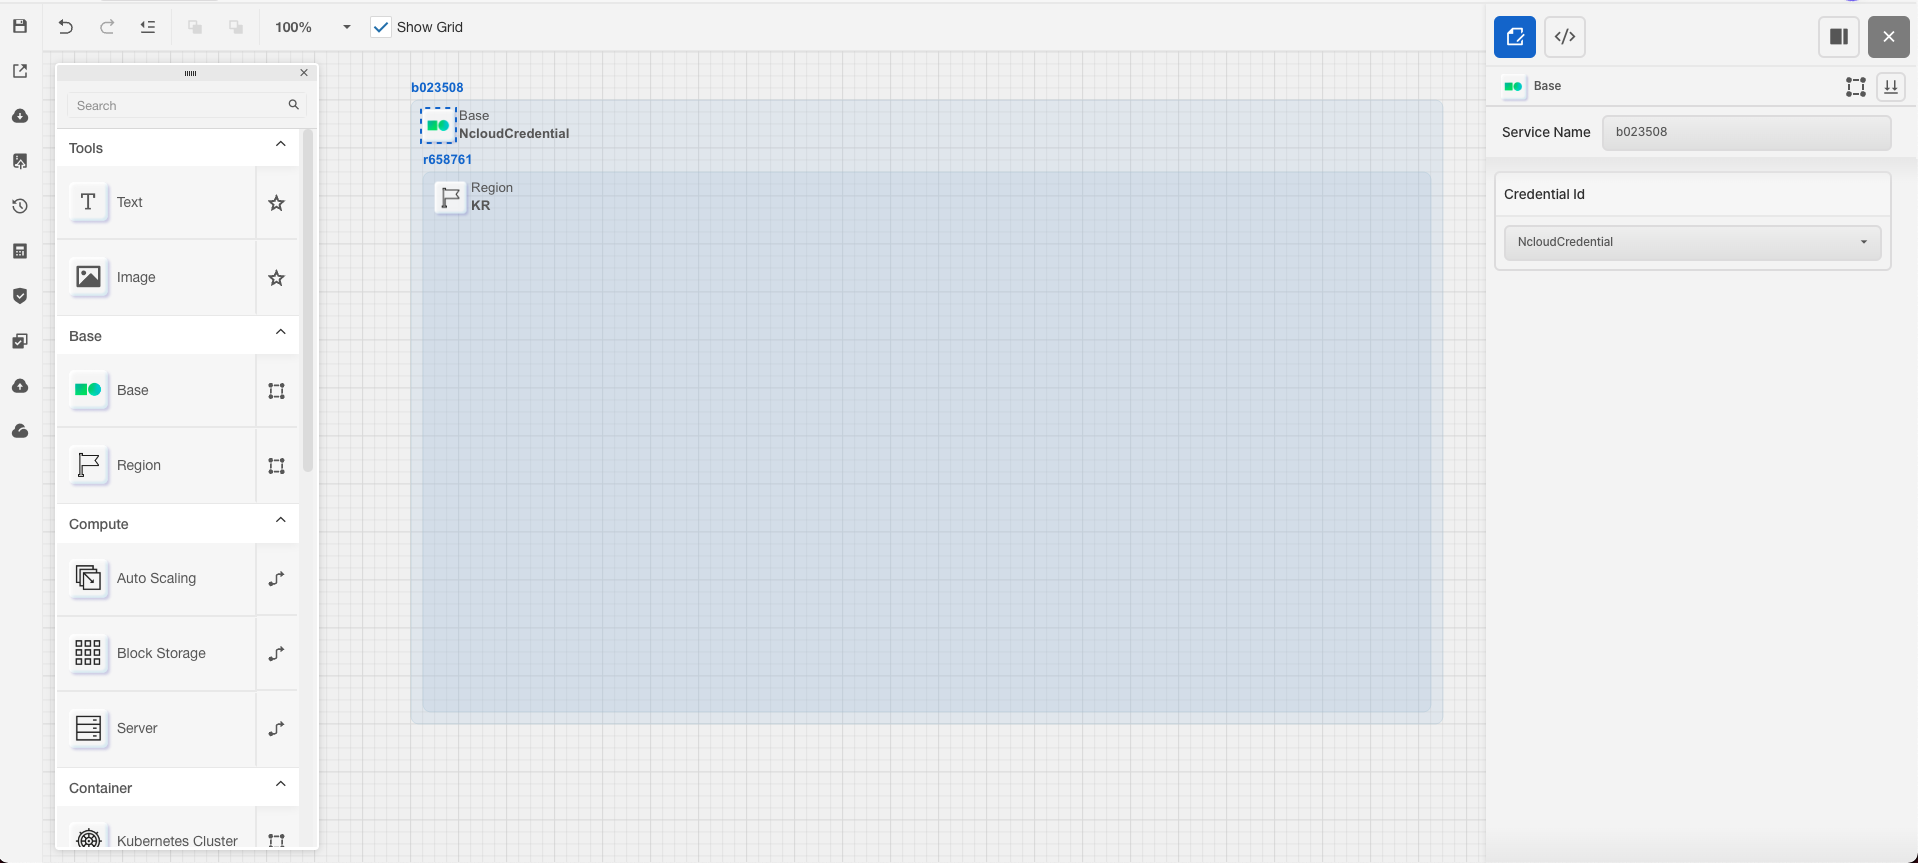 100%
Show Grid
Search
Tools
Text
Image
Base
Base
Region
Compute
Auto Scaling
Block Storage
Server
Container
Kubernetes Cluster
b023508
Base
NcloudCredential
r658761
Region
KR
</>
Base
Service Name
b023508
Credential Id
NcloudCredential